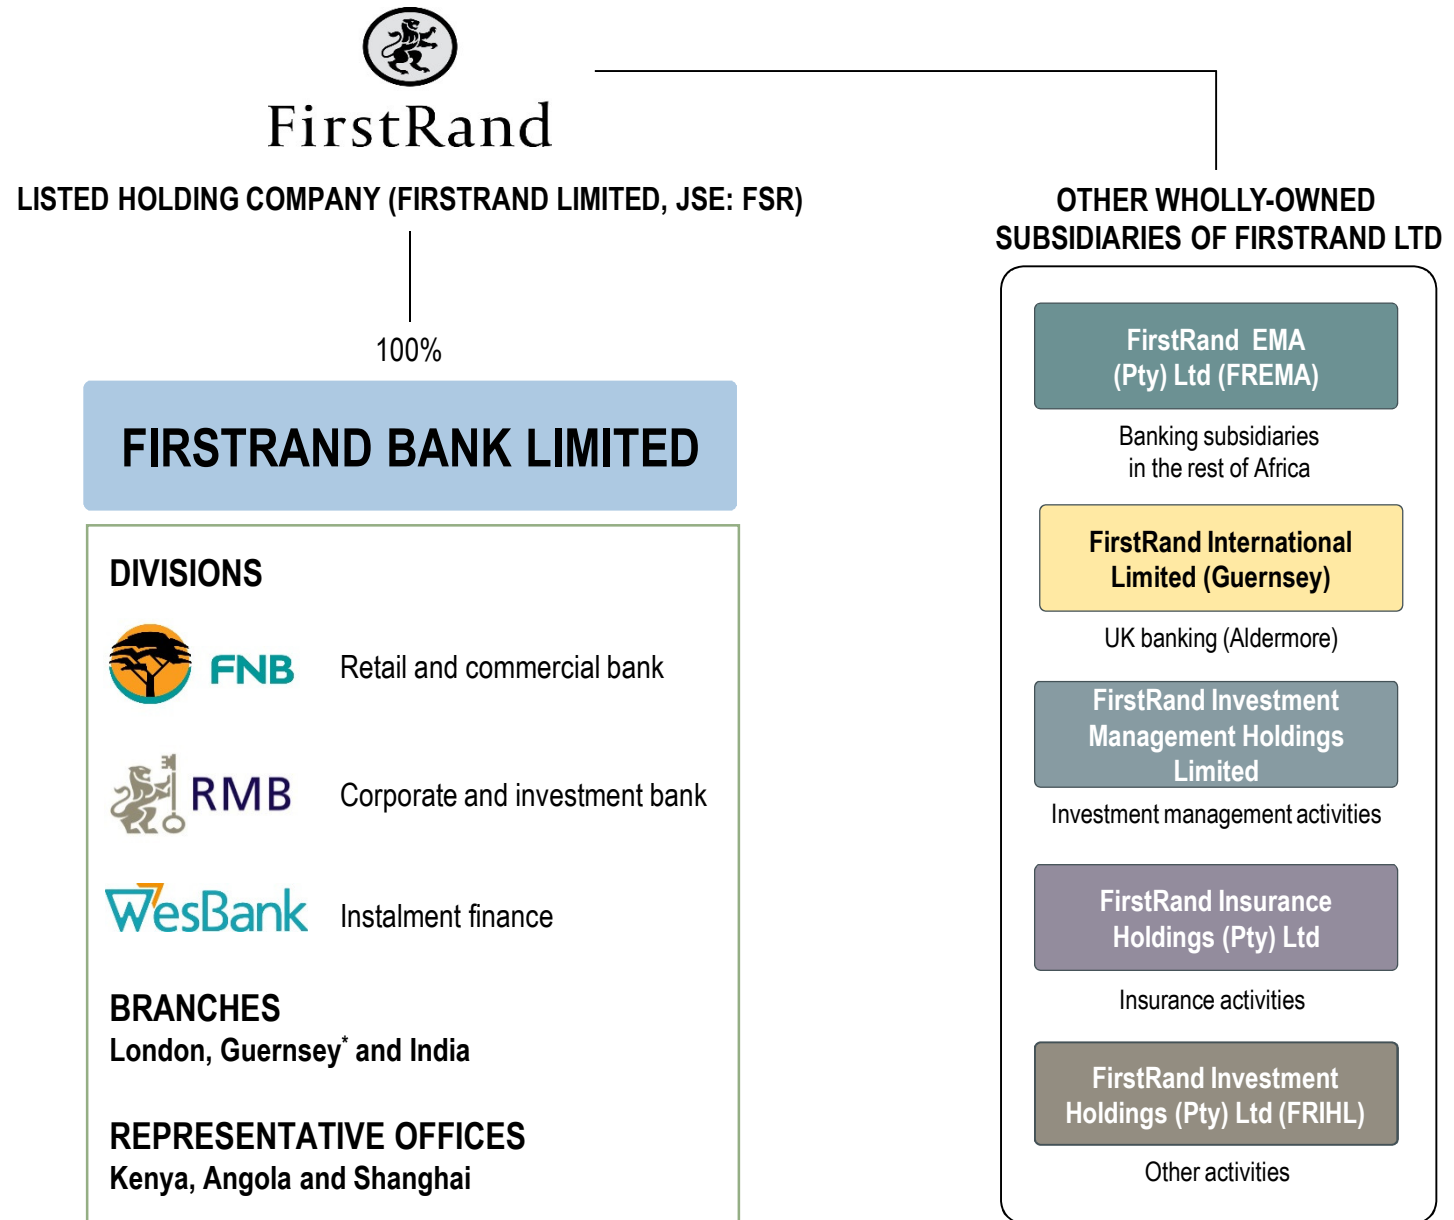 FirstRand
LISTED HOLDING COMPANY (FIRSTRAND LIMITED, JSE: FSR)
100%
FIRSTRAND BANK LIMITED
DIVISIONS
FNB
Retail and commercial bank
RMB
Corporate and investment bank
WesBank
Instalment finance
BRANCHES
London, Guernsey* and India
REPRESENTATIVE OFFICES
Kenya, Angola and Shanghai
OTHER WHOLLY-OWNED
SUBSIDIARIES OF FIRSTRAND LTD
FirstRand EMA
(Pty) Ltd (FREMA)
Banking subsidiaries
in the rest of Africa
FirstRand International
Limited (Guernsey)
UK banking (Aldermore)
FirstRand Investment
Management Holdings
Limited
Investment management activities
FirstRand Insurance
Holdings (Pty) Ltd
Insurance activities
FirstRand Investment
Holdings (Pty) Ltd (FRIHL)
Other activities